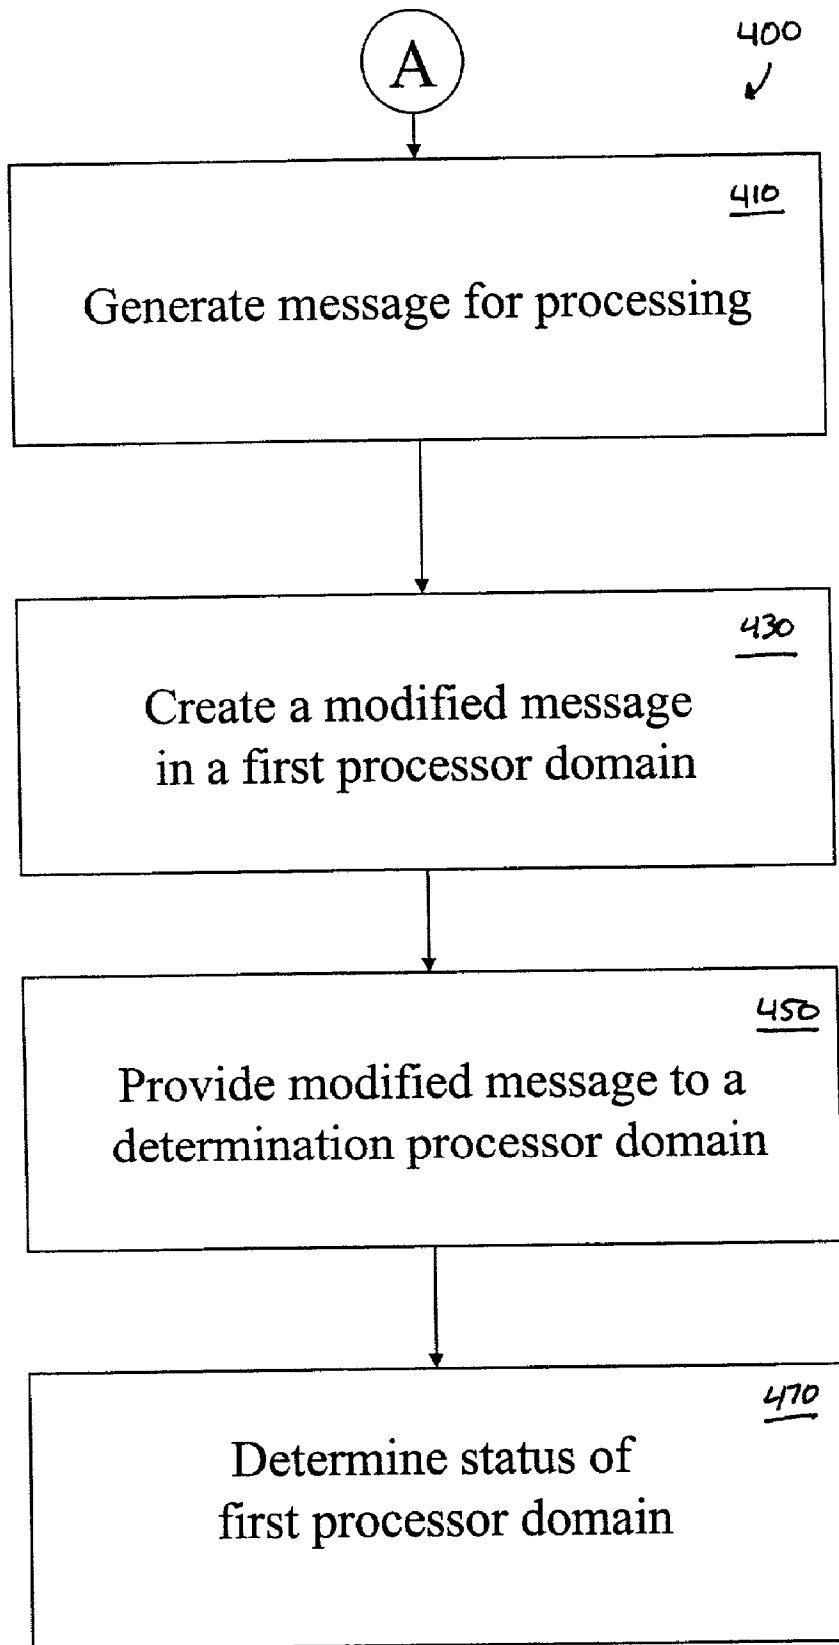 A
400
410
Generate message for processing
430
Create a modified message
in a first processor domain
450
Provide modified message to a
determination processor domain
470
Determine status of
first processor domain